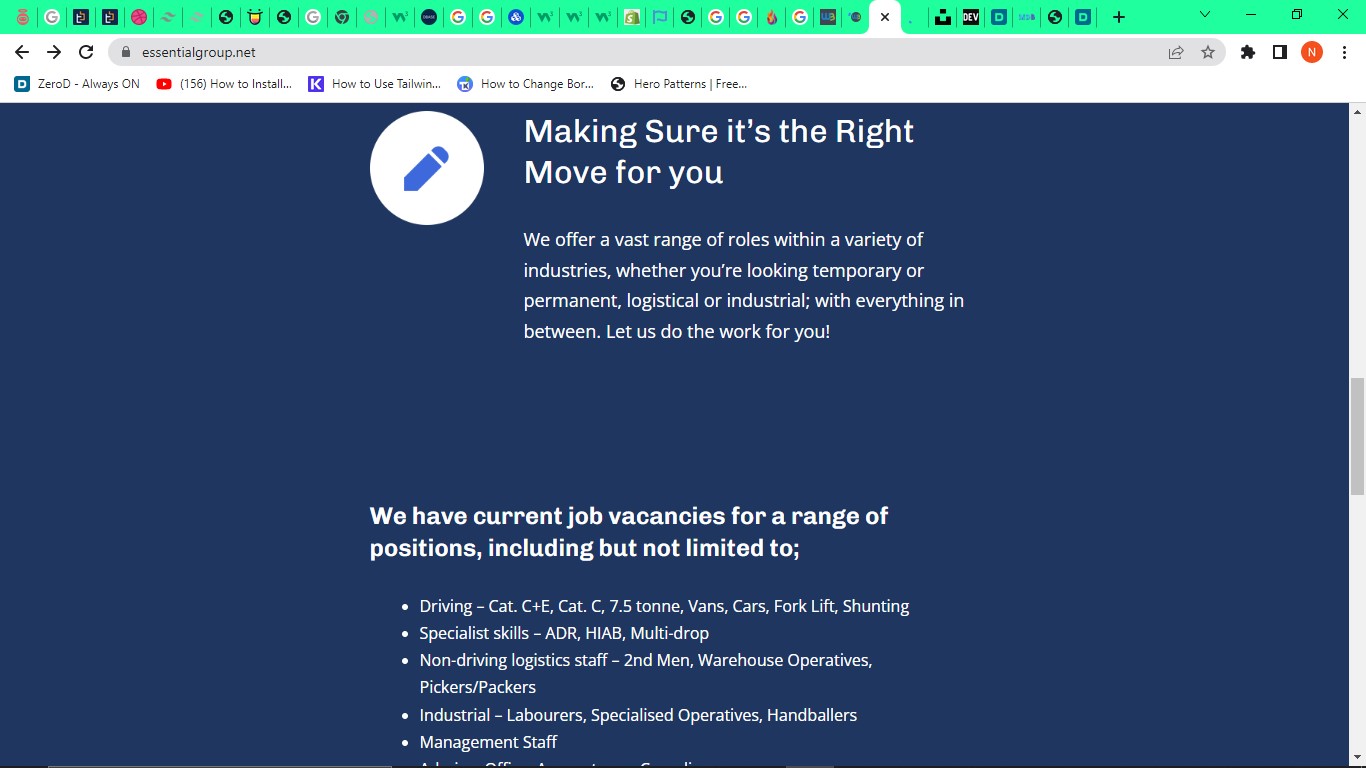 essentialgroup.net
N
ZeroD - Always ON
(156) How to Install...
How to Use Tailwin...
How to Change Bor...
Hero Patterns | Free...
Making Sure it’s the Right
Move for you
We offer a vast range of roles within a variety of
industries, whether you’re looking temporary or
permanent, logistical or industrial; with everything in
between. Let us do the work for you!
We have current job vacancies for a range of
positions, including but not limited to;
• Driving – Cat. C+E, Cat. C, 7.5 tonne, Vans, Cars, Fork Lift, Shunting
• Specialist skills – ADR, HIAB, Multi-drop
• Non-driving logistics staff – 2nd Men, Warehouse Operatives,
Pickers/Packers
• Industrial – Labourers, Specialised Operatives, Handballers
• Management Staff